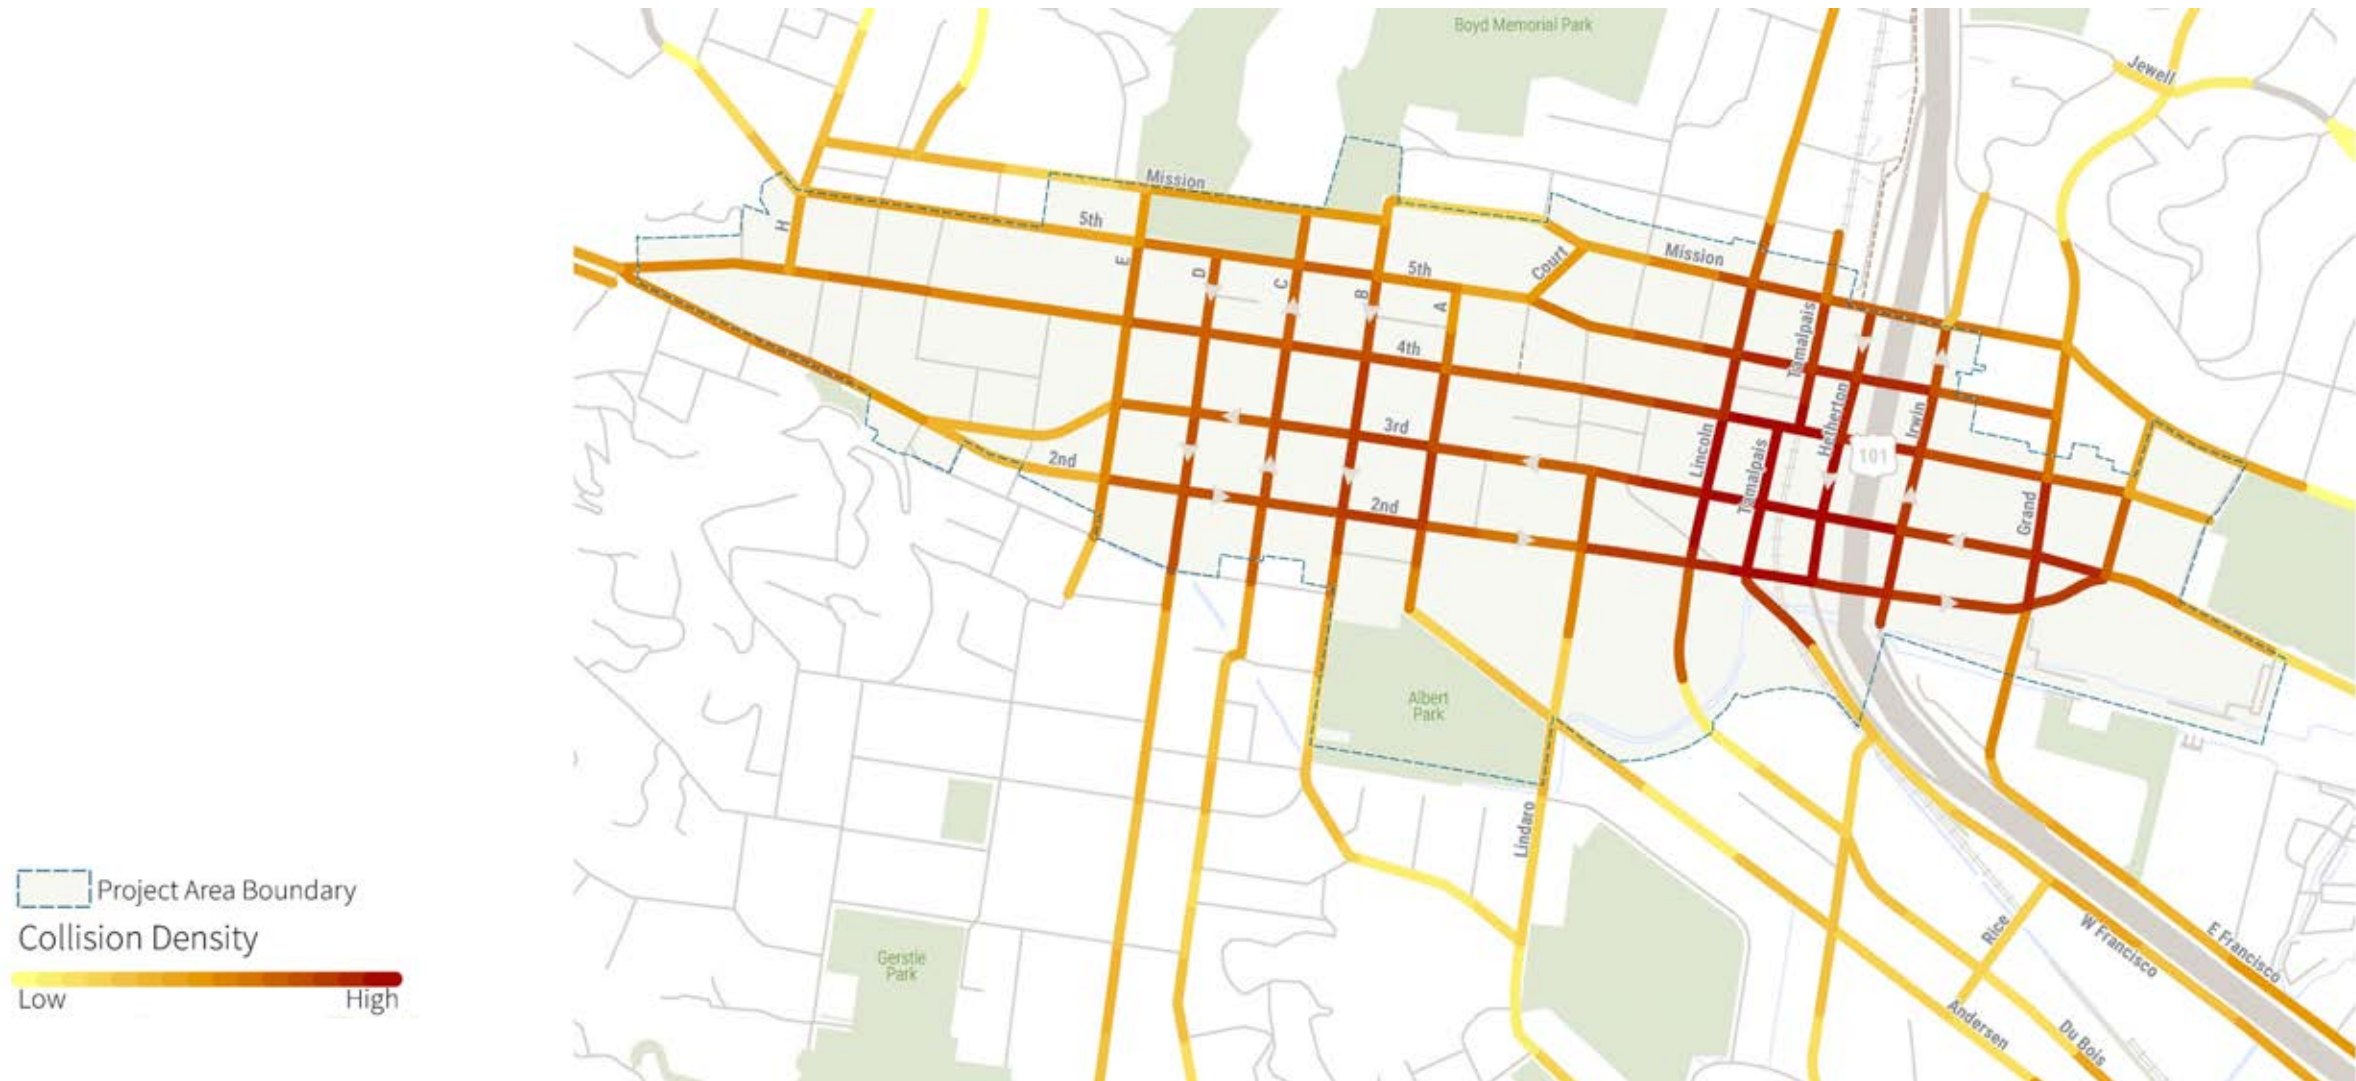 Boyd Memorial Park
Jewell
Mission
H
5th
E
D
C
B
A
5th
Court
Mission
4th
Tamalpais
Hetherton
Irwin
3rd
2nd
Lincoln
Tamalpais
101
2nd
Grand
Albert
Park
Lindaro
Project Area Boundary
Collision Density
Low
High
Gerstle
Park
Rice
W Francisco
E Francisco
Andersen
Du Bois